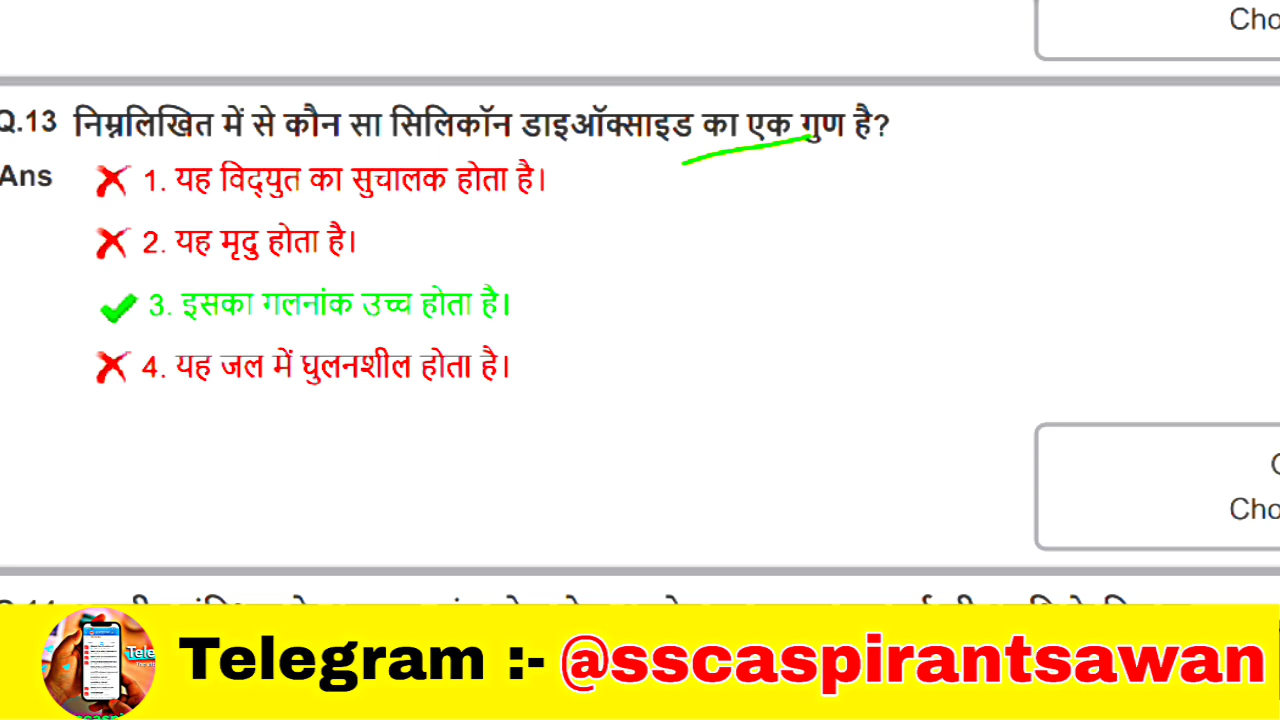 Cho
Q.13 निम्नलिखित में से कौन सा सिलिकॉन डाइऑक्साइड का एक गुण है?
Ans 1. यह विद्युत का सुचालक होता है।
2. यह मृदु होता है।
3. इसका गलनांक उच्च होता है।
4. यह जल में घुलनशील होता है।
Cho
Telegram :- @sscaspirantsawan